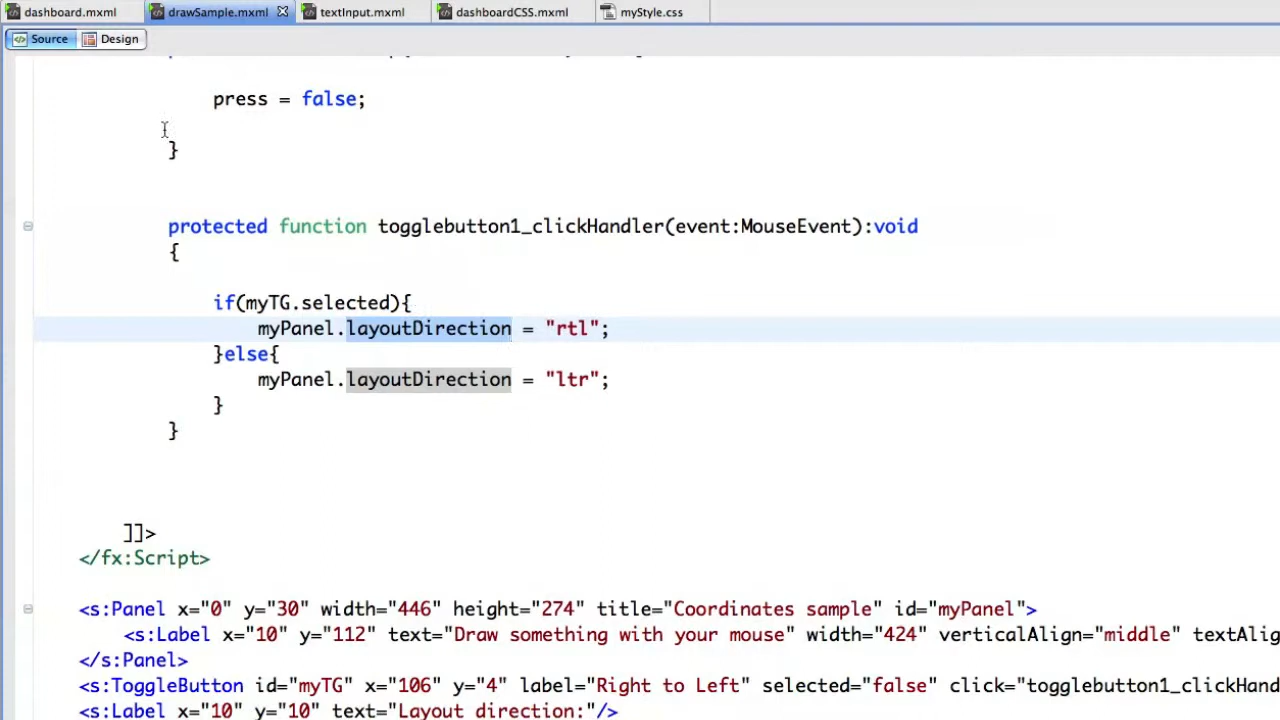 dashboard.mxml drawSample.mxml textInput.mxml dashboardCSS.mxml myStyle.css
Source Design
press = false;
}
protected function togglebutton1_clickHandler(event:MouseEvent):void
{
if(myTG.selected){
myPanel.layoutDirection = "rtl";
}else{
myPanel.layoutDirection = "ltr";
}
}
]]>
</fx:Script>
<s:Panel x="0" y="30" width="446" height="274" title="Coordinates sample" id="myPanel">
<s:Label x="10" y="112" text="Draw something with your mouse" width="424" verticalAlign="middle" textAlig
</s:Panel>
<s:ToggleButton id="myTG" x="106" y="4" label="Right to Left" selected="false" click="togglebutton1_clickHand
<s:Label x="10" y="10" text="Layout direction:"/>